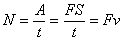 N = A/t = FS/t = Fv